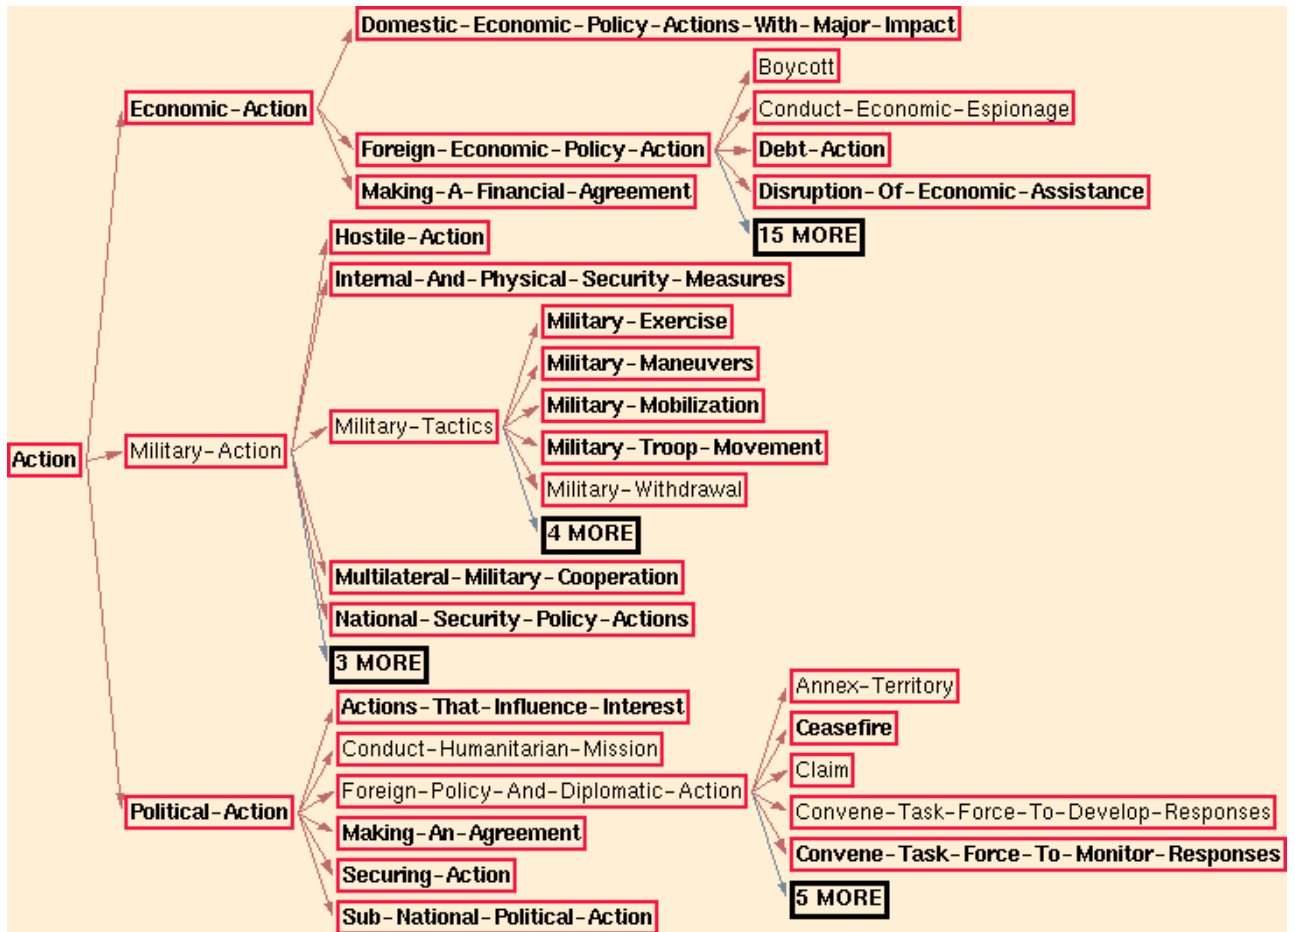 Domestic-Economic-Policy-Actions-With-Major-Impact
Boycott
Economic-Action
Conduct-Economic-Espionage
Foreign-Economic-Policy-Action
Debt-Action
Making-A-Financial-Agreement
Disruption-Of-Economic-Assistance
15 MORE
Hostile-Action
Internal-And-Physical-Security-Measures
Military-Exercise
Military-Maneuvers
Military-Mobilization
Military-Tactics
Military-Troop-Movement
Action
Military-Action
Military-Withdrawal
4 MORE
Multilateral-Military-Cooperation
National-Security-Policy-Actions
3 MORE
Annex-Territory
Actions-That-Influence-Interest
Ceasefire
Conduct-Humanitarian-Mission
Claim
Foreign-Policy-And-Diplomatic-Action
Convene-Task-Force-To-Develop-Responses
Political-Action
Making-An-Agreement
Convene-Task-Force-To-Monitor-Responses
Securing-Action
5 MORE
Sub-National-Political-Action